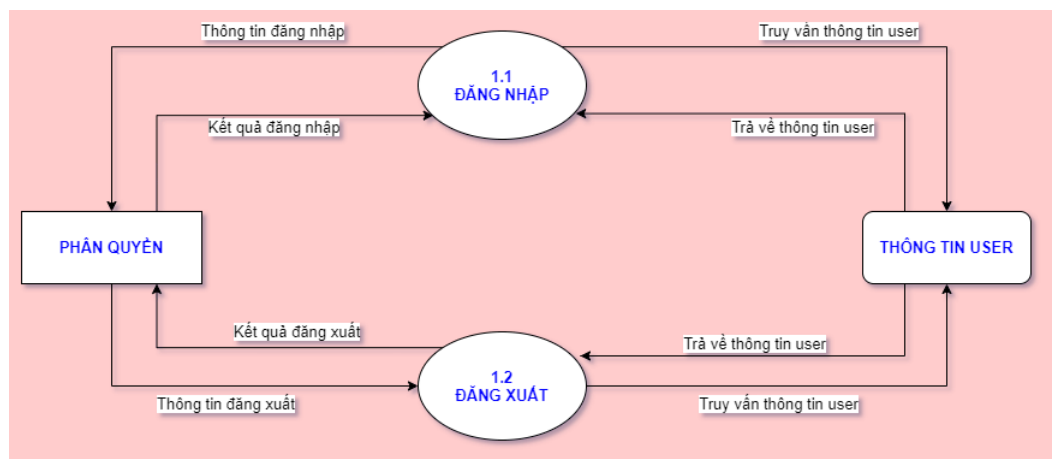 Thông tin đăng nhập
Truy vấn thông tin user
1.1
ĐĂNG NHẬP
Kết quả đăng nhập
Trả về thông tin user
PHÂN QUYỀN
THÔNG TIN USER
Kết quả đăng xuất
Trả về thông tin user
1.2
ĐĂNG XUẤT
Thông tin đăng xuất
Truy vấn thông tin user